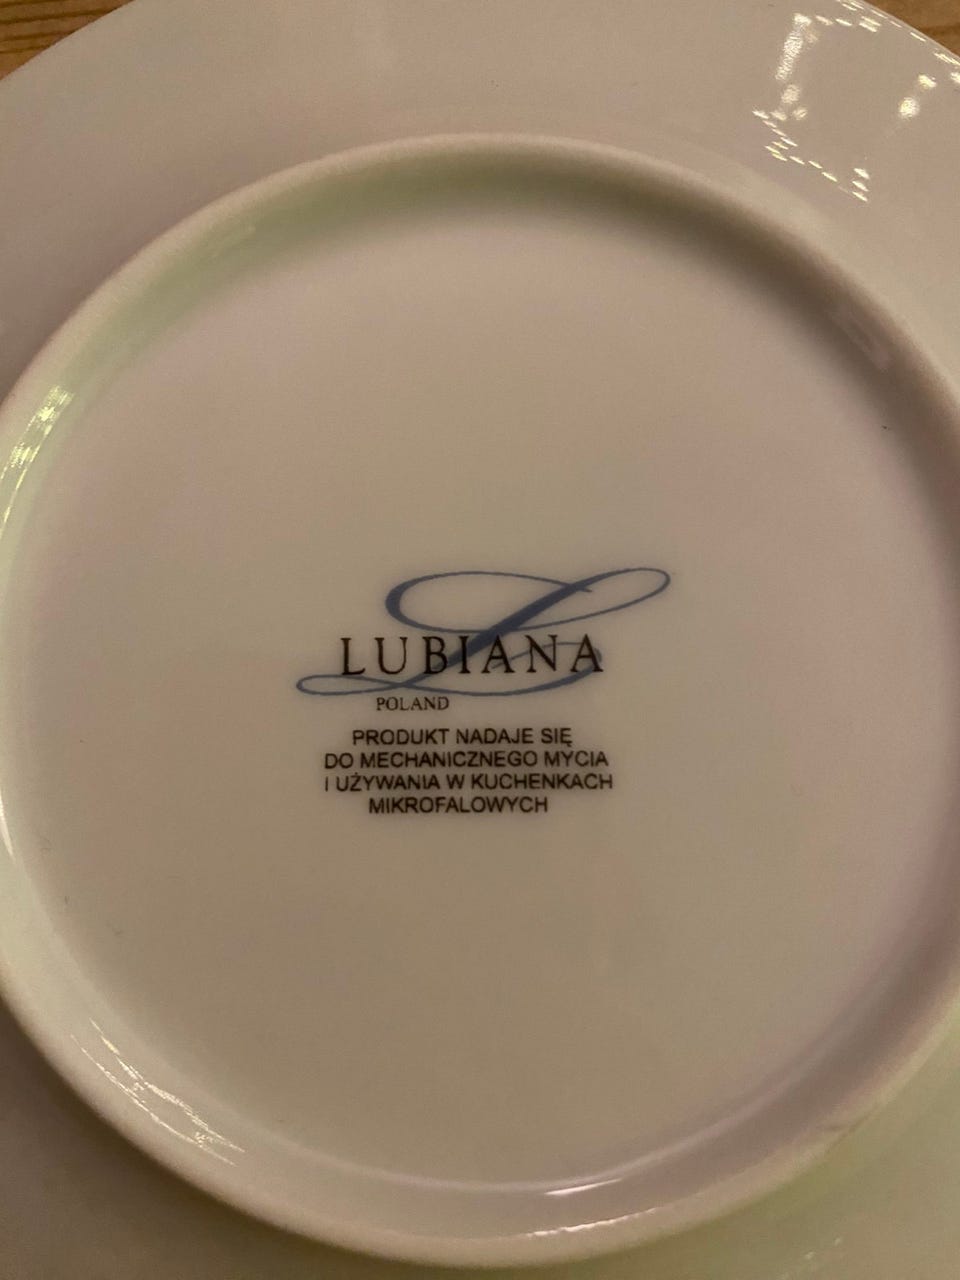 LUBIANA
POLAND
PRODUKT NADAJE SIĘ
DO MECHANICZNEGO MYCIA
I UŻYWANIA W KUCHENKACH
MIKROFALOWYCH